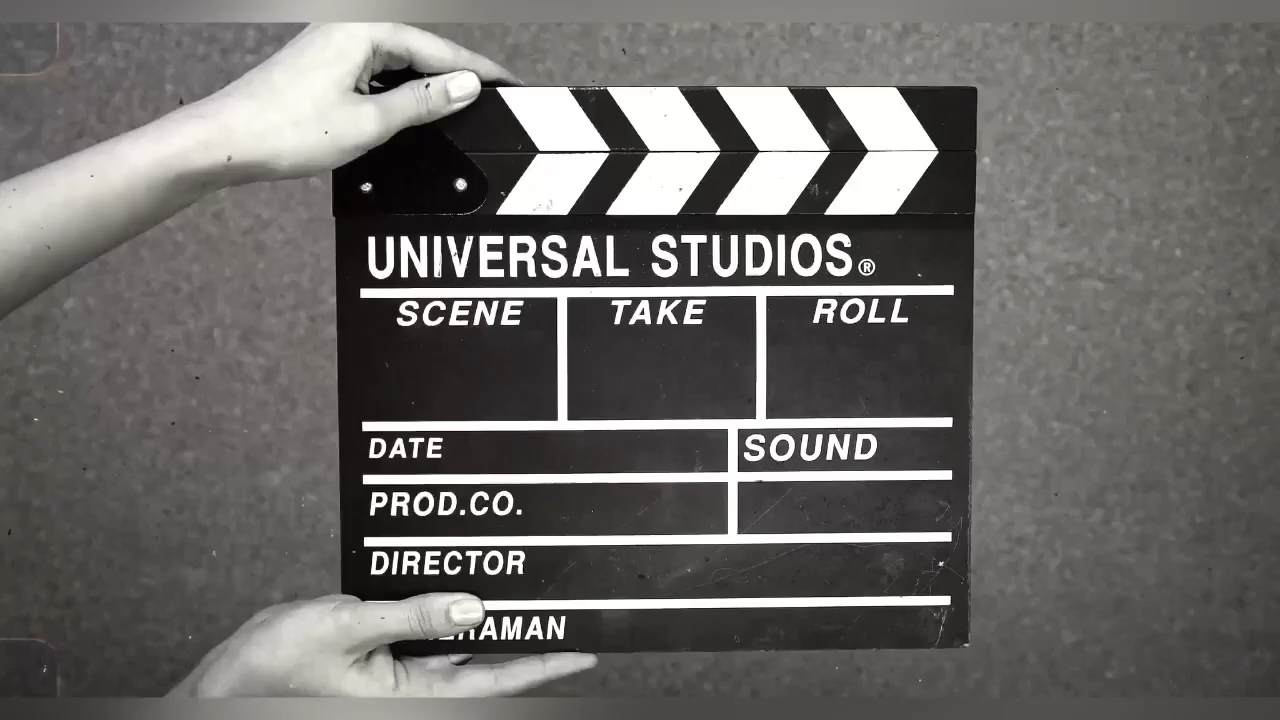 UNIVERSAL STUDIOS®
SCENE TAKE ROLL
DATE SOUND
PROD.CO.
DIRECTOR